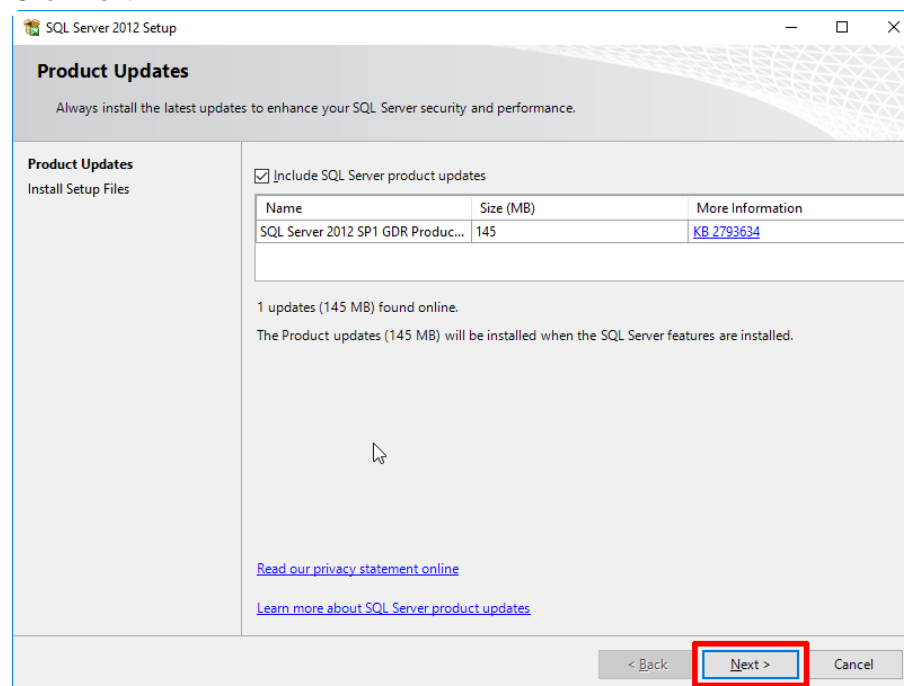 SQL Server 2012 Setup
Product Updates
Always install the latest updates to enhance your SQL Server security and performance.
Product Updates
Install Setup Files
Include SQL Server product updates
Name Size (MB) More Information
SQL Server 2012 SP1 GDR Produc... 145 KB 2793634
1 updates (145 MB) found online.
The Product updates (145 MB) will be installed when the SQL Server features are installed.
Read our privacy statement online
Learn more about SQL Server product updates
< Back Next > Cancel